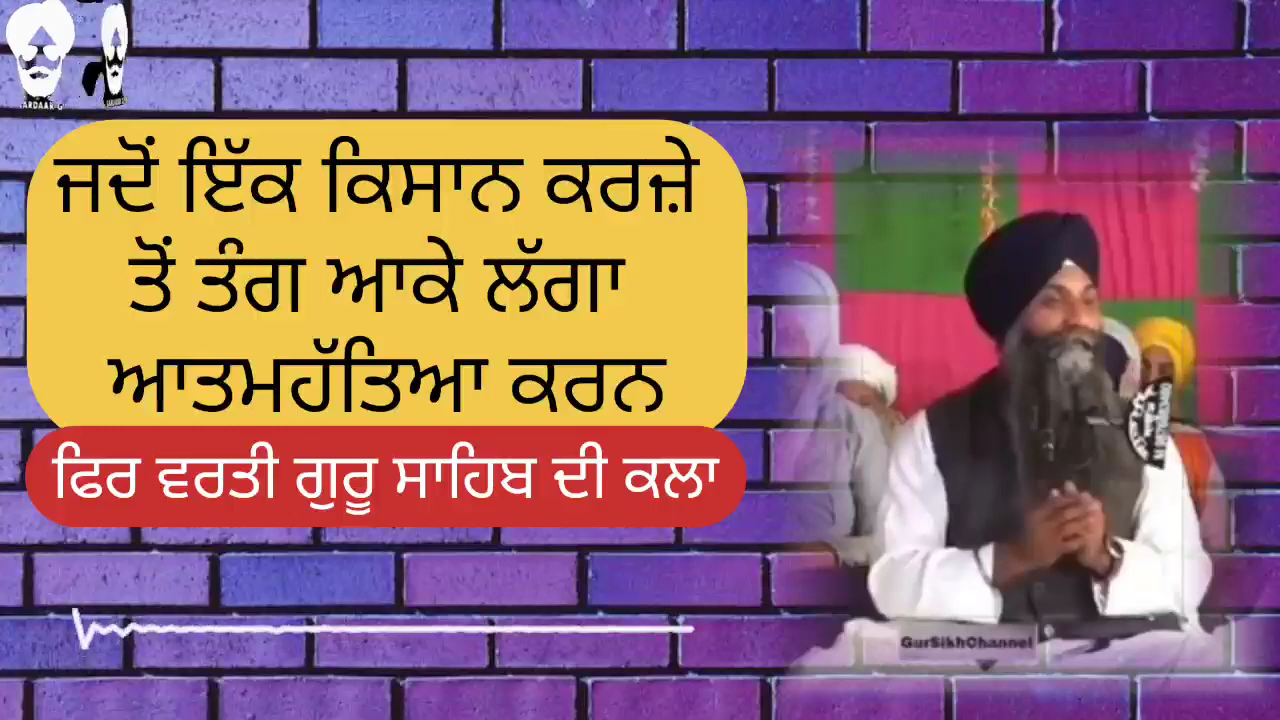 ਜਦੋਂ ਇੱਕ ਕਿਸਾਨ ਕਰਜ਼ੇ
ਤੋਂ ਤੰਗ ਆਕੇ ਲੱਗਾ
ਆਤਮਹੱਤਿਆ ਕਰਨ
ਫਿਰ ਵਰਤੀ ਗੁਰੂ ਸਾਹਿਬ ਦੀ ਕਲਾ
GurSikhChannel